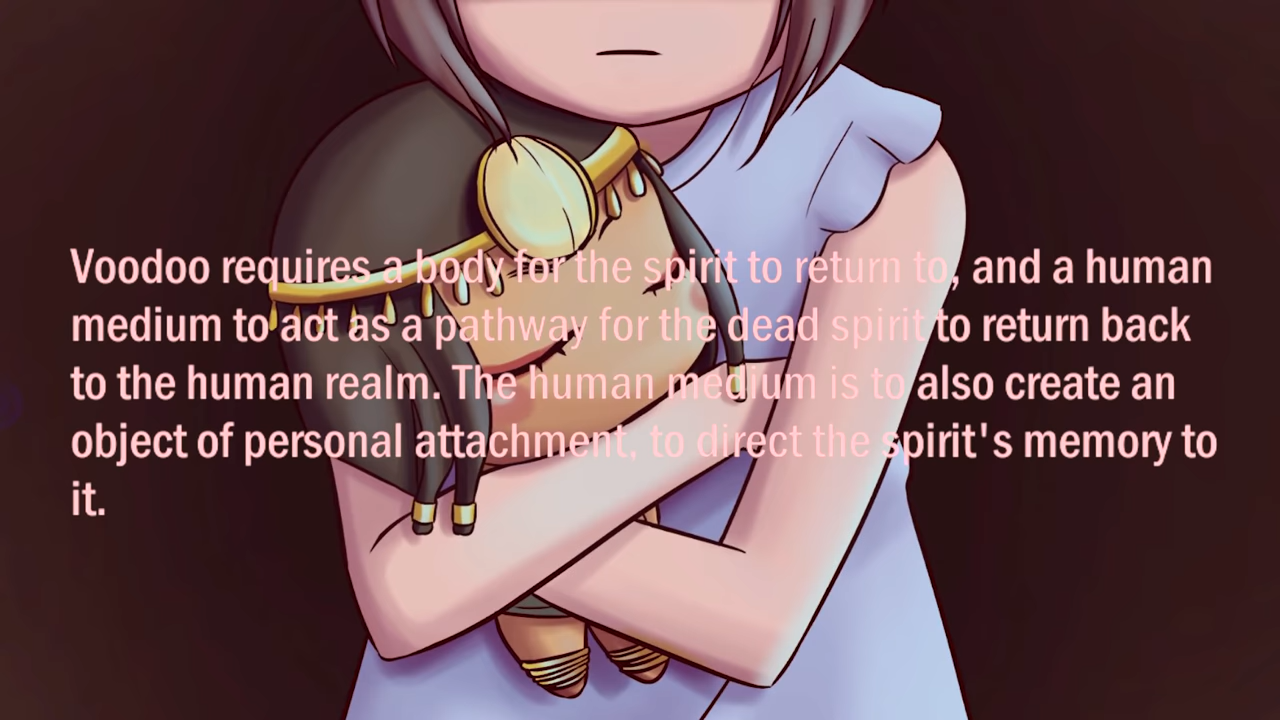 Voodoo requires a body for the spirit to return to, and a human
medium to act as a pathway for the dead spirit to return back
to the human realm. The human medium is to also create an
object of personal attachment, to direct the spirit's memory to
it.